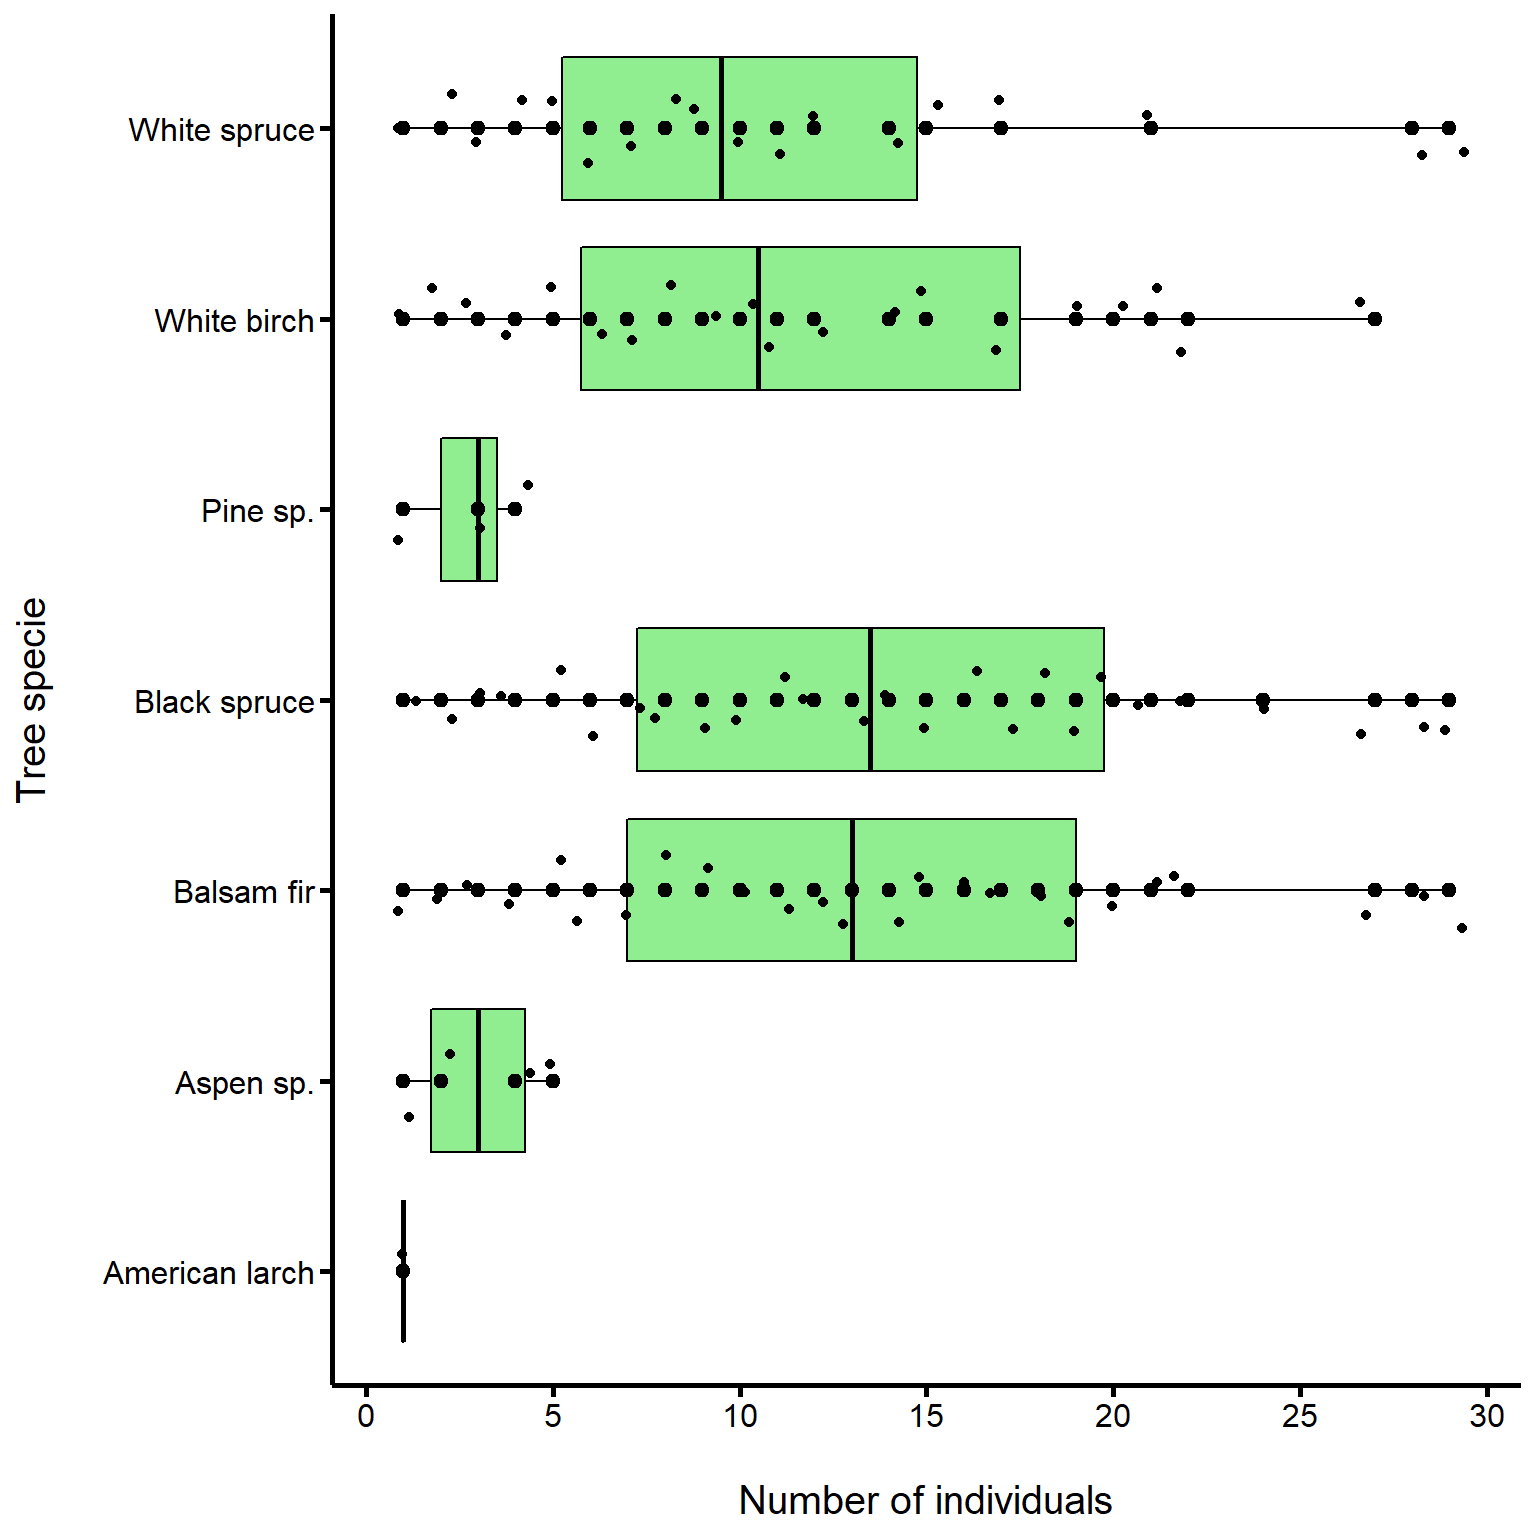 White spruce
White birch
Pine sp.
Black spruce
Balsam fir
Aspen sp.
American larch
Tree specie
0 5 10 15 20 25 30
Number of individuals